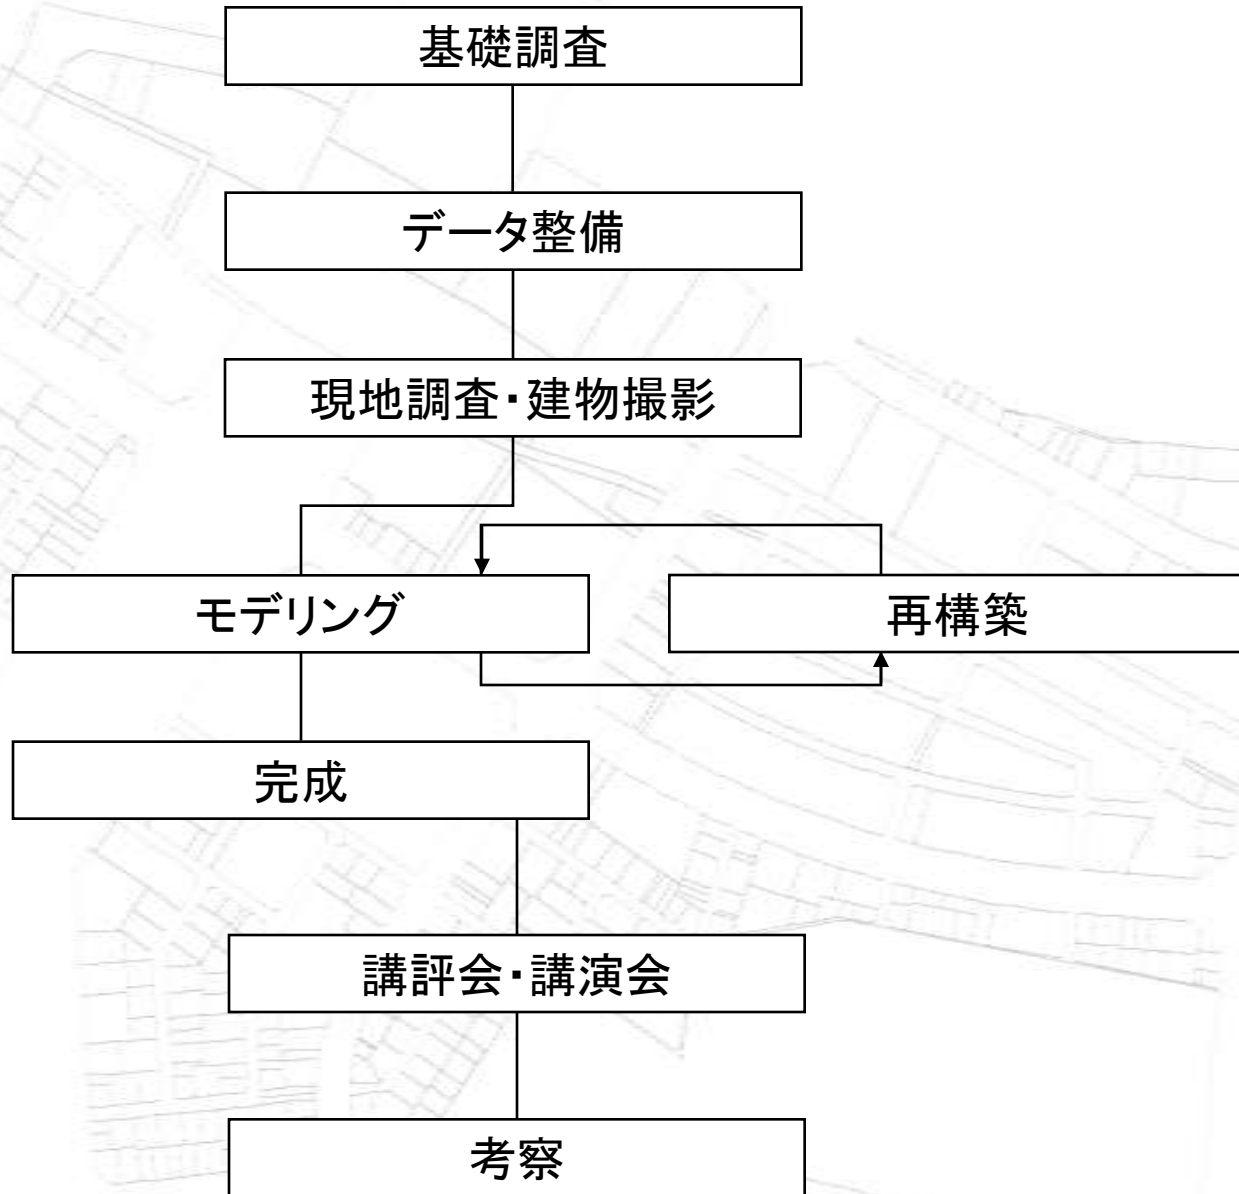 基礎調査
データ整備
現地調査・建物撮影
モデリング
再構築
完成
講評会・講演会
考察